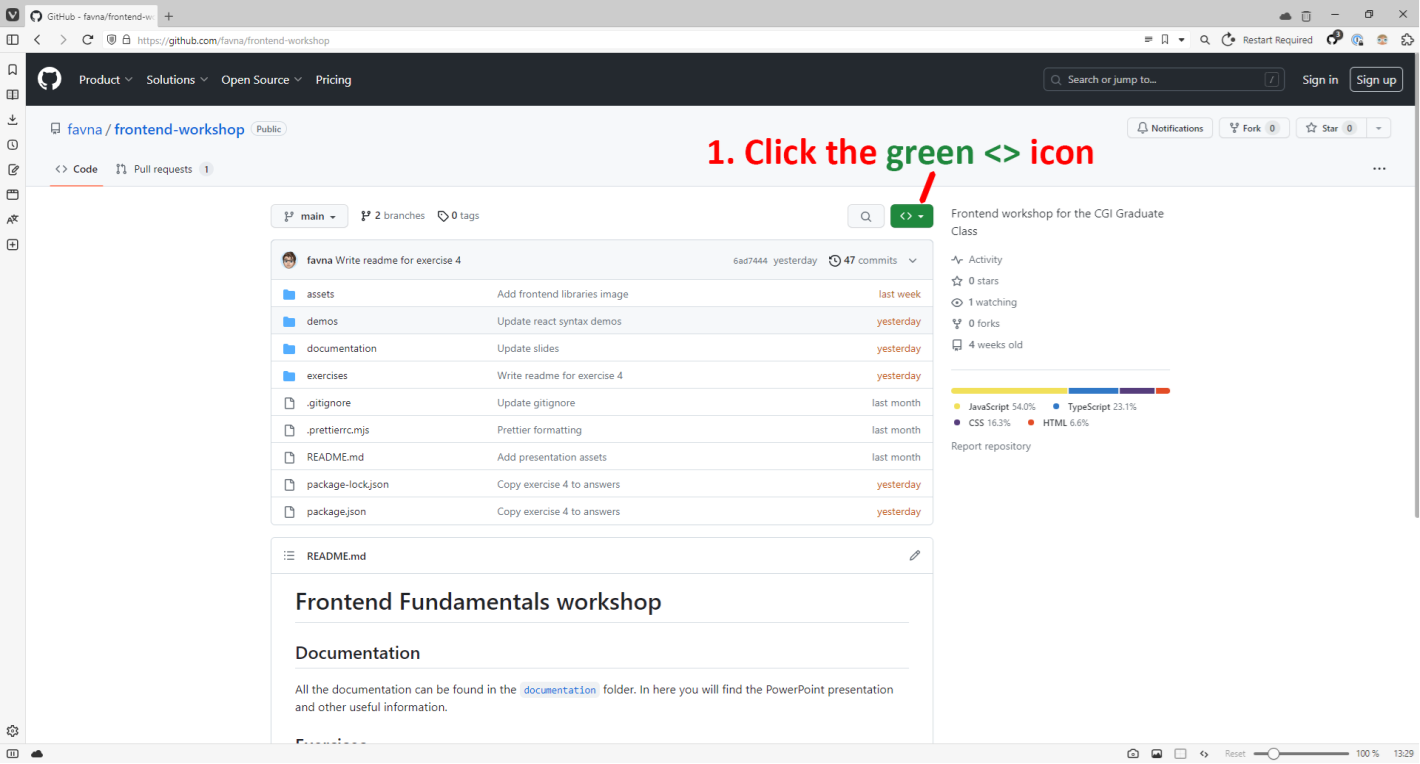 GitHub - favna/frontend-wo
https://github.com/favna/frontend-workshop
Restart Required
3
Product
Solutions
Open Source
Pricing
Search or jump to...
/
Sign in
Sign up
favna / frontend-workshop
Public
Notifications
Fork 0
Star 0
1. Click the green <> icon
<> Code
Pull requests 1
main
2 branches
0 tags
<>
favna Write readme for exercise 4
6ad7444 yesterday
47 commits
assets Add frontend libraries image last week
demos Update react syntax demos yesterday
documentation Update slides yesterday
exercises Write readme for exercise 4 yesterday
.gitignore Update gitignore last month
.prettierrc.mjs Prettier formatting last month
README.md Add presentation assets last month
package-lock.json Copy exercise 4 to answers yesterday
package.json Copy exercise 4 to answers yesterday
Frontend workshop for the CGI Graduate
Class
Activity
0 stars
1 watching
0 forks
4 weeks old
JavaScript 54.0% TypeScript 23.1%
CSS 16.3% HTML 6.6%
Report repository
README.md
Frontend Fundamentals workshop
Documentation
All the documentation can be found in the documentation folder. In here you will find the PowerPoint presentation
and other useful information.
Exercises
Reset
100 %
13:29